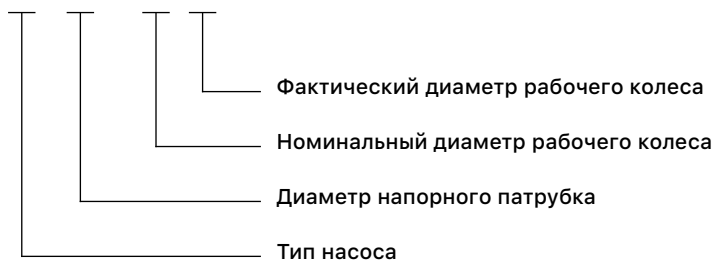 Фактический диаметр рабочего колеса
Номинальный диаметр рабочего колеса
Диаметр напорного патрубка
Тип насоса